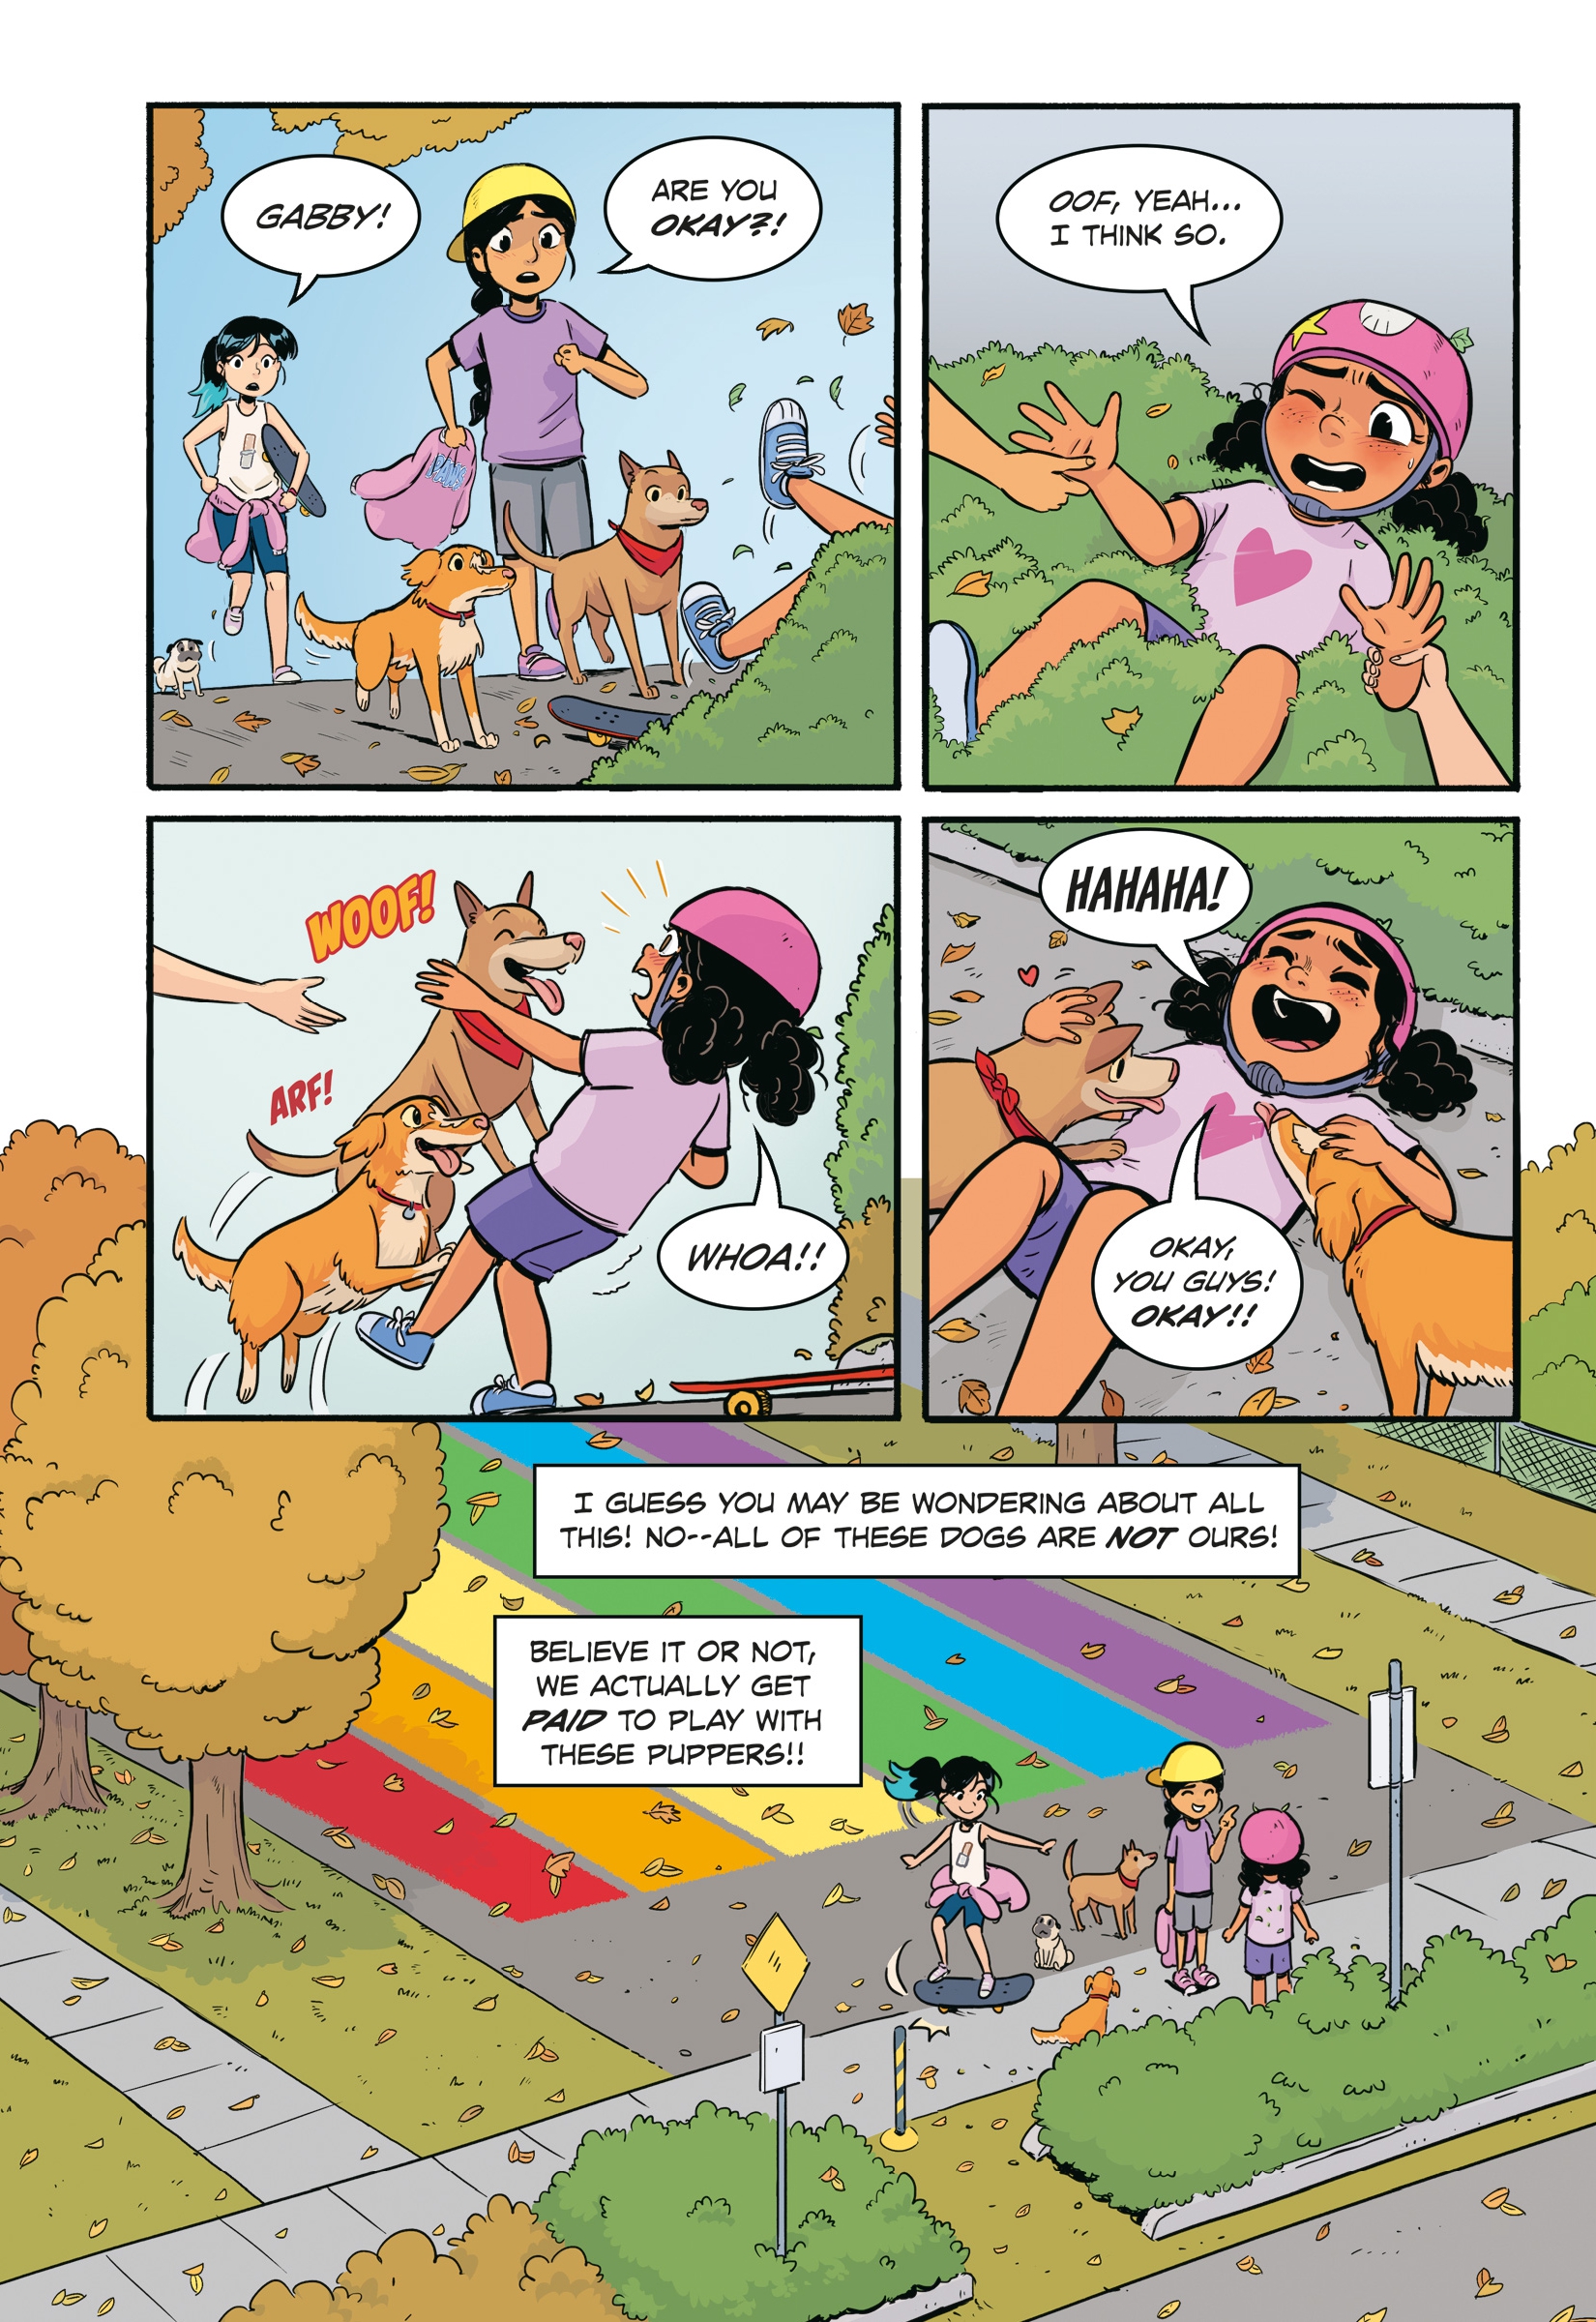 GABBY!
ARE YOU
OKAY?!
OOF, YEAH...
I THINK SO.
WOOF!
ARF!
WHOA!!
HAHAHA!
OKAY,
YOU GUYS!
OKAY!!
I GUESS YOU MAY BE WONDERING ABOUT ALL
THIS! NO--ALL OF THESE DOGS ARE NOT OURS!
BELIEVE IT OR NOT,
WE ACTUALLY GET
PAID TO PLAY WITH
THESE PUPPERS!!